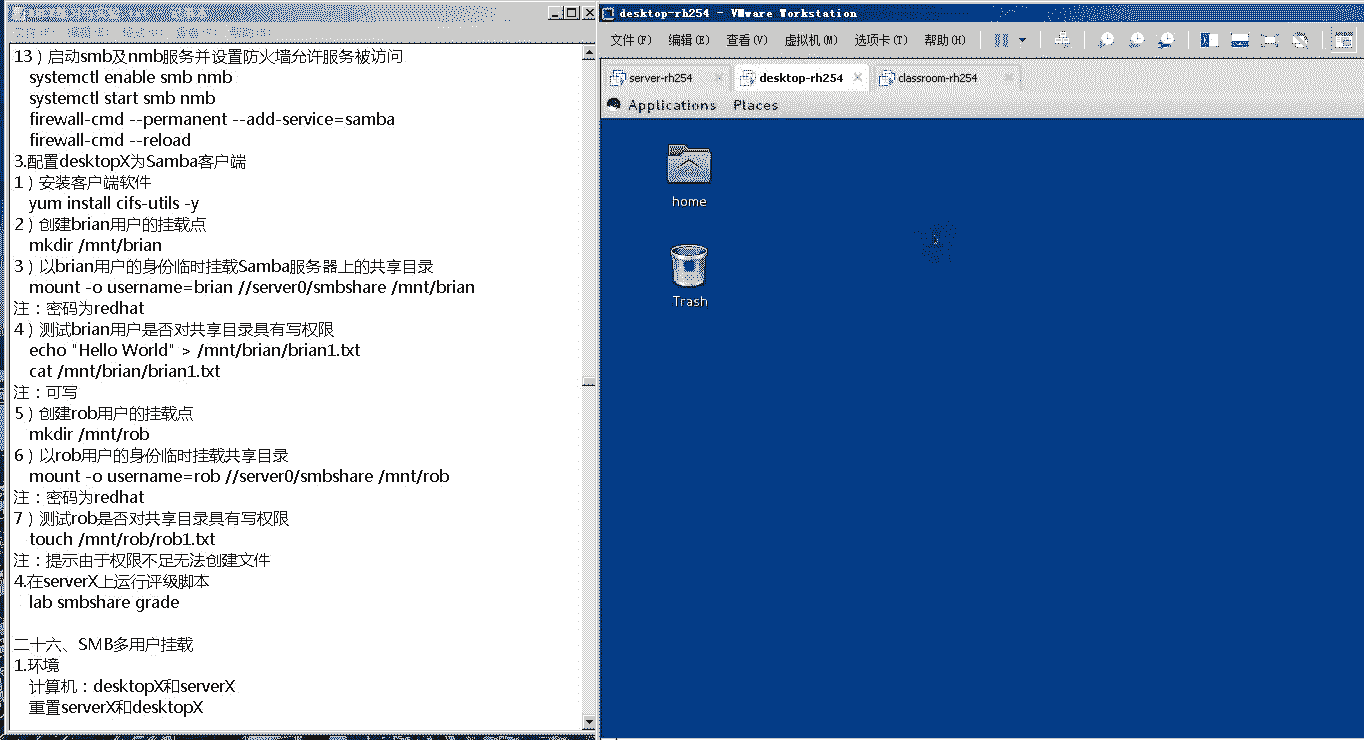 13）启动smb及nmb服务并设置防火墙允许服务被访问
systemctl enable smb nmb
systemctl start smb nmb
firewall-cmd --permanent --add-service=samba
firewall-cmd --reload
3.配置desktopX为Samba客户端
1）安装客户端软件
yum install cifs-utils -y
2）创建brian用户的挂载点
mkdir /mnt/brian
3）以brian用户的身份临时挂载Samba服务器上的共享目录
mount -o username=brian //server0/smbshare /mnt/brian
注：密码为redhat
4）测试brian用户是否对共享目录具有写权限
echo "Hello World" > /mnt/brian/brian1.txt
cat /mnt/brian/brian1.txt
注：可写
5）创建rob用户的挂载点
mkdir /mnt/rob
6）以rob用户的身份临时挂载共享目录
mount -o username=rob //server0/smbshare /mnt/rob
注：密码为redhat
7）测试rob是否对共享目录具有写权限
touch /mnt/rob/rob1.txt
注：提示由于权限不足无法创建文件
4.在serverX上运行评级脚本
lab smbshare grade
二十六、SMB多用户挂载
1.环境
计算机：desktopX和serverX
重置serverX和desktopX
desktop-rh254 - VMware Workstation
文件(F) 编辑(E) 查看(V) 虚拟机(M) 选项卡(T) 帮助(H)
server-rh254 desktop-rh254 classroom-rh254
Applications Places
home
Trash